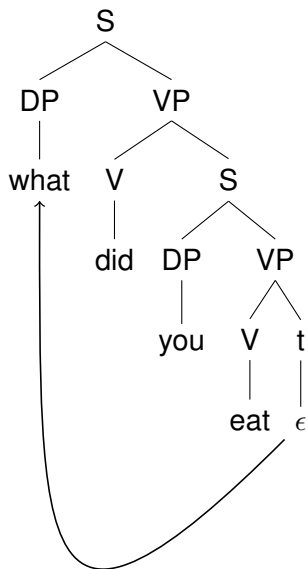 S
DP VP
what V S
did DP VP
you V t
eat ϵ